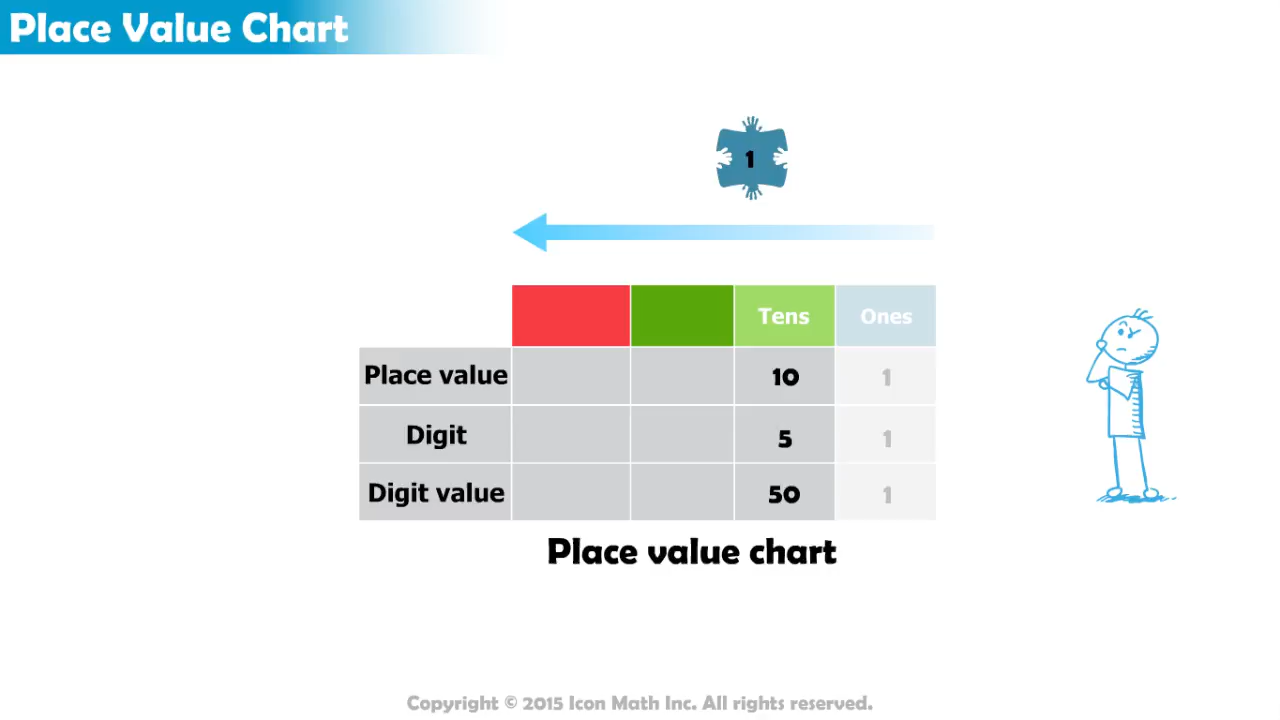 Place Value Chart
1
Tens Ones
Place value 10 1
Digit 5 1
Digit value 50 1
Place value chart
Copyright © 2015 Icon Math Inc. All rights reserved.